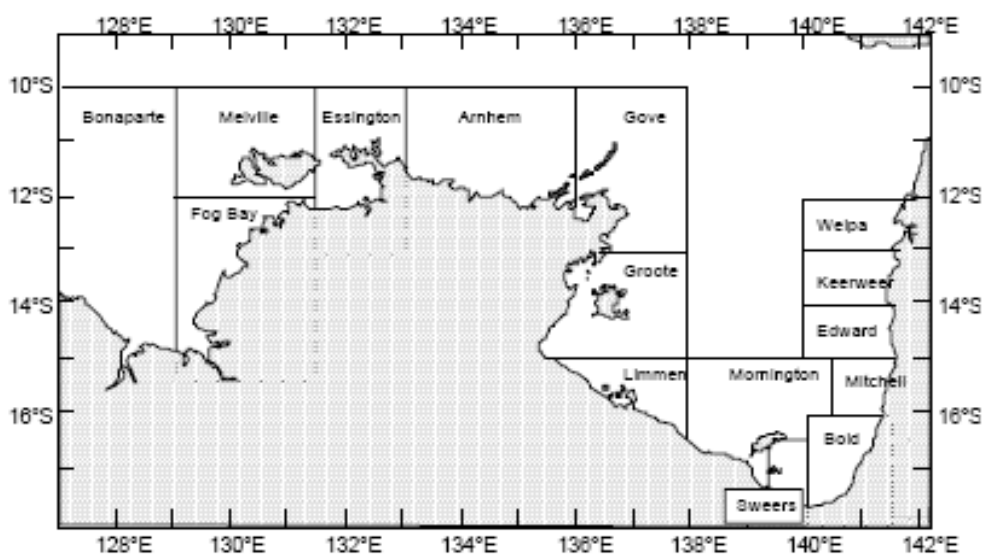 128°E 130°E 132°E 134°E 136°E 138°E 140°E 142°E
10°S 10°S
Bonaparte Melville Essington Arnhem Gove
12°S 12°S
Fog Bay Weipa
Groote Keerweer
14°S 14°S
Edward
Limmen Mornington Mitchell
16°S 16°S
Bold
Sweers
128°E 130°E 132°E 134°E 136°E 138°E 140°E 142°E